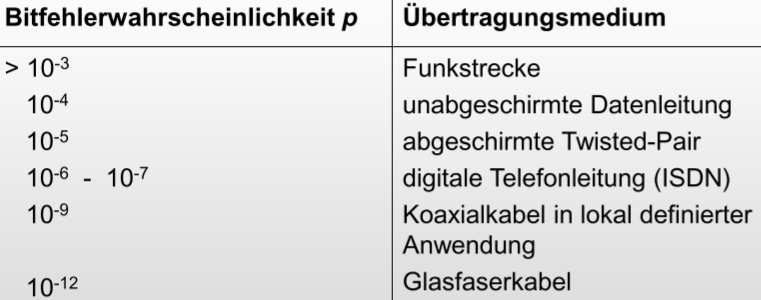 Bitfehlerwahrscheinlichkeit p Übertragungsmedium
> 10⁻³ Funkstrecke
10⁻⁴ unabgeschirmte Datenleitung
10⁻⁵ abgeschirmte Twisted-Pair
10⁻⁶ - 10⁻⁷ digitale Telefonleitung (ISDN)
10⁻⁹ Koaxialkabel in lokal definierter
Anwendung
10⁻¹² Glasfaserkabel